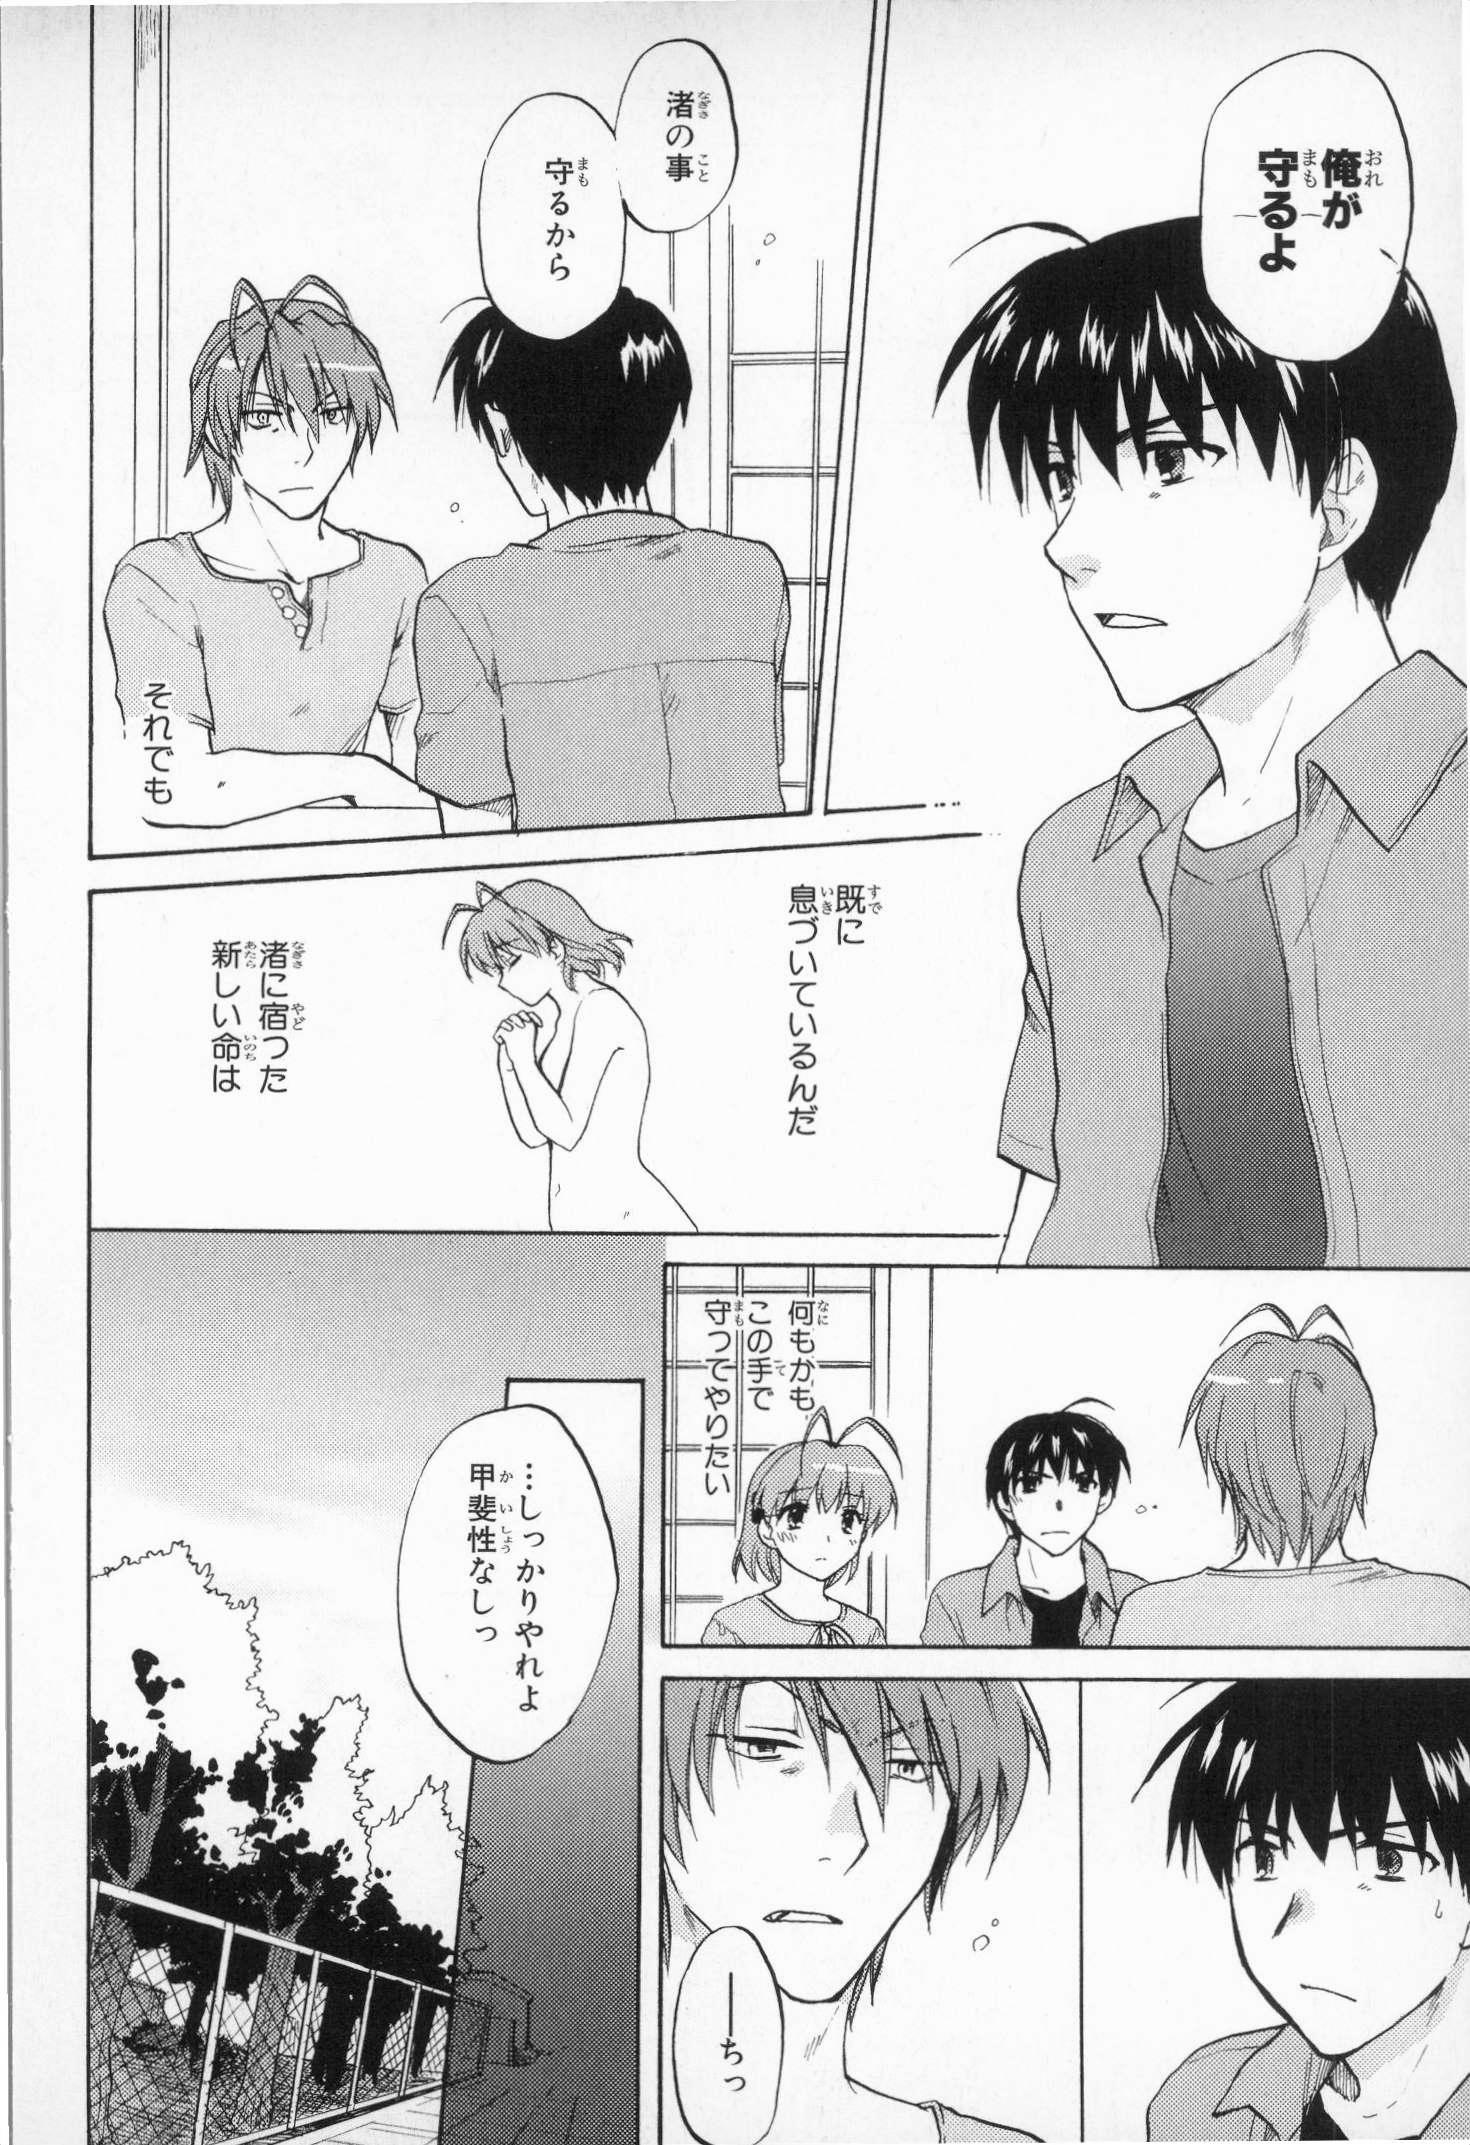 俺が
守るよ
渚の事
守るから
それでも
既に
息づいているんだ
渚に宿った
新しい命は
何もかも
この手で
守ってやりたい
―ちっ
…しっかりやれよ
甲斐性なしっ